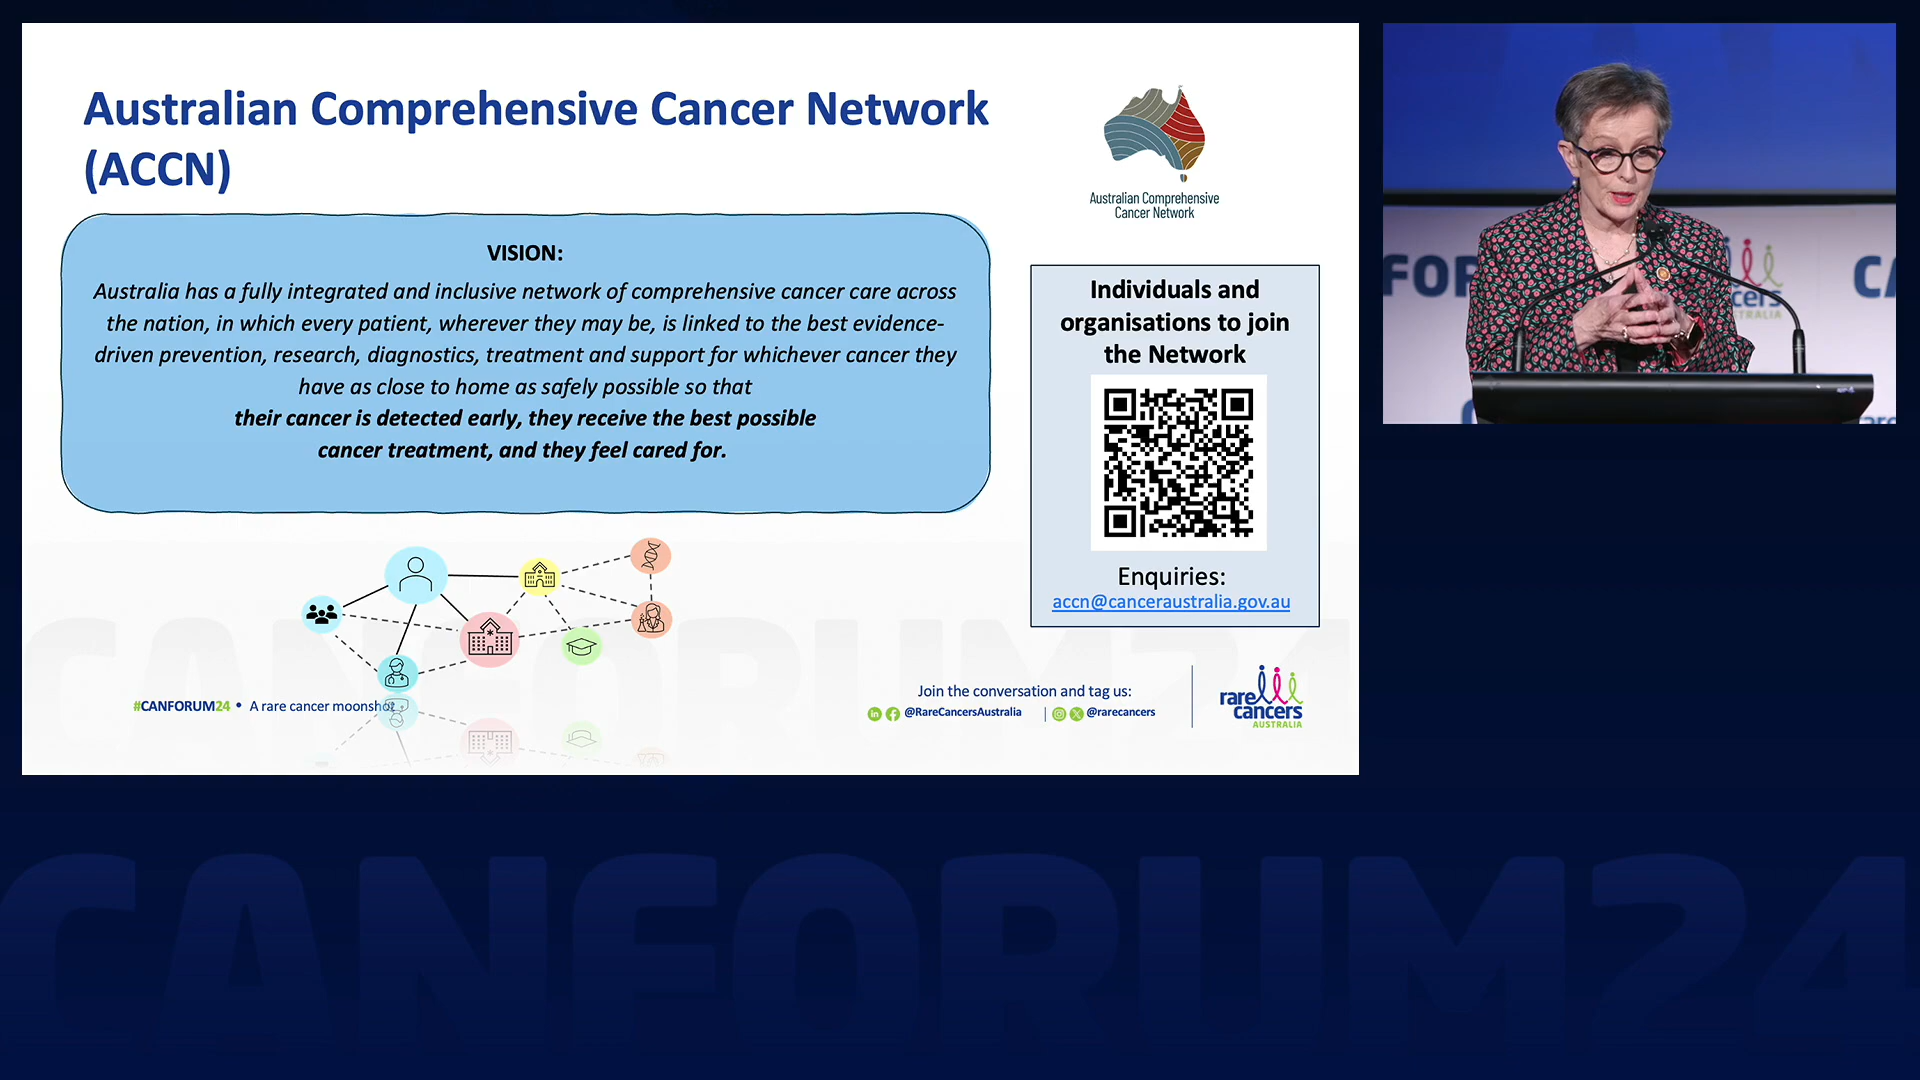 Australian Comprehensive Cancer Network
(ACCN)
Australian Comprehensive
Cancer Network
VISION:
Australia has a fully integrated and inclusive network of comprehensive cancer care across
the nation, in which every patient, wherever they may be, is linked to the best evidence-
driven prevention, research, diagnostics, treatment and support for whichever cancer they
have as close to home as safely possible so that
their cancer is detected early, they receive the best possible
cancer treatment, and they feel cared for.
Individuals and
organisations to join
the Network
Enquiries:
accn@canceraustralia.gov.au
#CANFORUM24 • A rare cancer moonshot
Join the conversation and tag us:
@RareCancersAustralia | @rarecancers
rare
cancers
AUSTRALIA
CANFORUM24
CANFORUM24